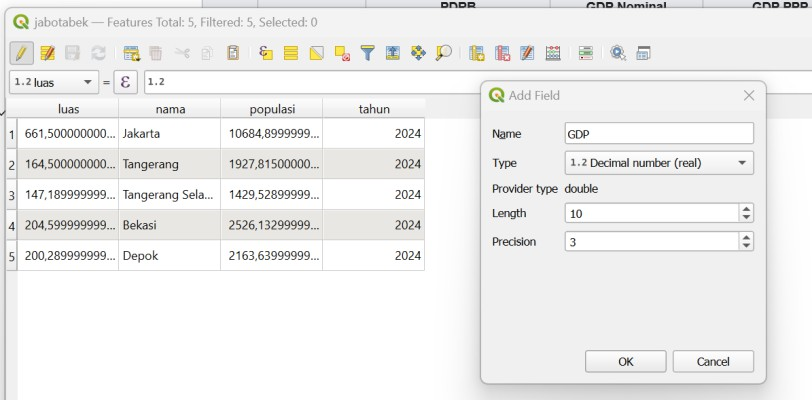 PDRB GDP Nominal GDP PPP
jabotabek — Features Total: 5, Filtered: 5, Selected: 0
1.2 luas = ε 1.2
luas nama populasi tahun
1 661,500000000... Jakarta 10684,8999999... 2024
2 164,500000000... Tangerang 1927,81500000... 2024
3 147,189999999... Tangerang Sela... 1429,52899999... 2024
4 204,599999999... Bekasi 2526,13299999... 2024
5 200,289999999... Depok 2163,63999999... 2024
Add Field
Name GDP
Type 1.2 Decimal number (real)
Provider type double
Length 10
Precision 3
OK Cancel